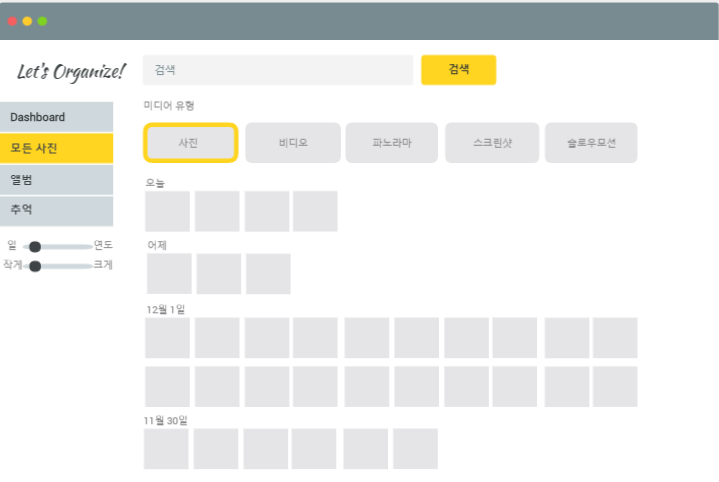 Let's Organize!
검색
검색
Dashboard
모든 사진
앨범
추억
일
연도
작게
크게
미디어 유형
사진
비디오
파노라마
스크린샷
슬로우모션
오늘
어제
12월 1일
11월 30일